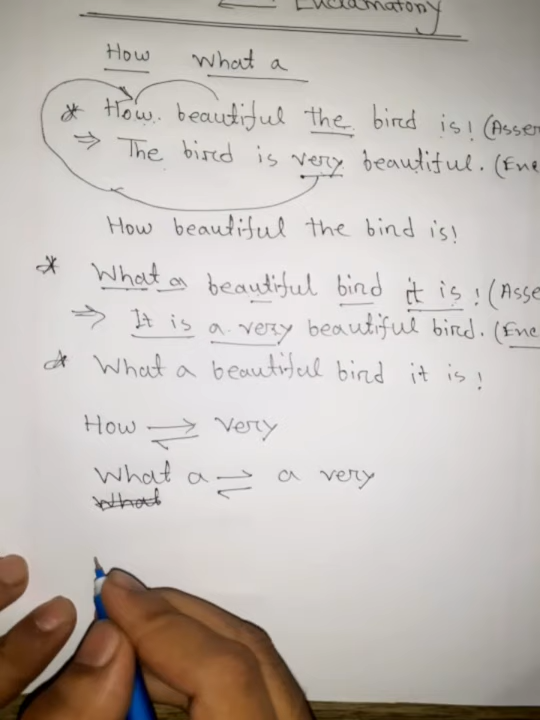 ⇌ Exclamatory
How What a
* How beautiful the bird is! (Asser
⇒ The bird is very beautiful. (Exc
How beautiful the bind is!
* What a beautiful bird it is! (Asse
⇒ It is a very beautiful bird. (Exc
* What a beautiful bird it is!
How ⇌ very
What a ⇌ a very
What